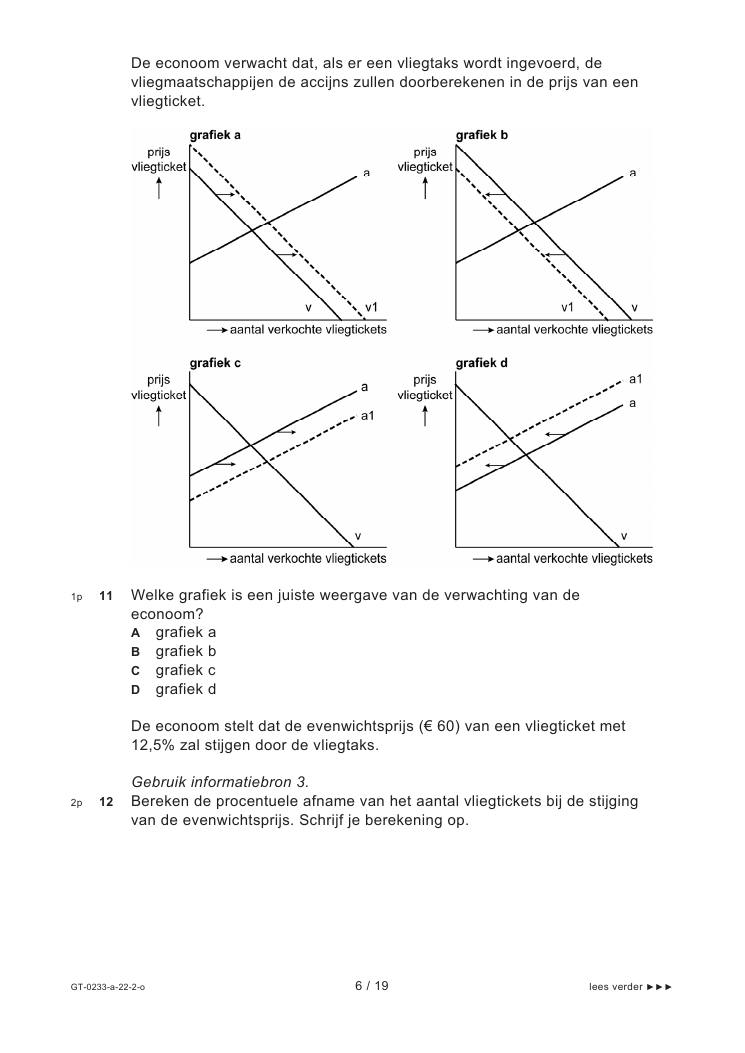 De econoom verwacht dat, als er een vliegtaks wordt ingevoerd, de
vliegmaatschappijen de accijns zullen doorberekenen in de prijs van een
vliegticket.
grafiek a
prijs
vliegticket
a
v
v1
aantal verkochte vliegtickets
grafiek b
prijs
vliegticket
a
v1
v
aantal verkochte vliegtickets
grafiek c
prijs
vliegticket
a
a1
v
aantal verkochte vliegtickets
grafiek d
prijs
vliegticket
a1
a
v
aantal verkochte vliegtickets
1p 11 Welke grafiek is een juiste weergave van de verwachting van de
econoom?
A grafiek a
B grafiek b
C grafiek c
D grafiek d
De econoom stelt dat de evenwichtsprijs (€ 60) van een vliegticket met
12,5% zal stijgen door de vliegtaks.
Gebruik informatiebron 3.
2p 12 Bereken de procentuele afname van het aantal vliegtickets bij de stijging
van de evenwichtsprijs. Schrijf je berekening op.
GT-0233-a-22-2-o 6 / 19 lees verder ►►►